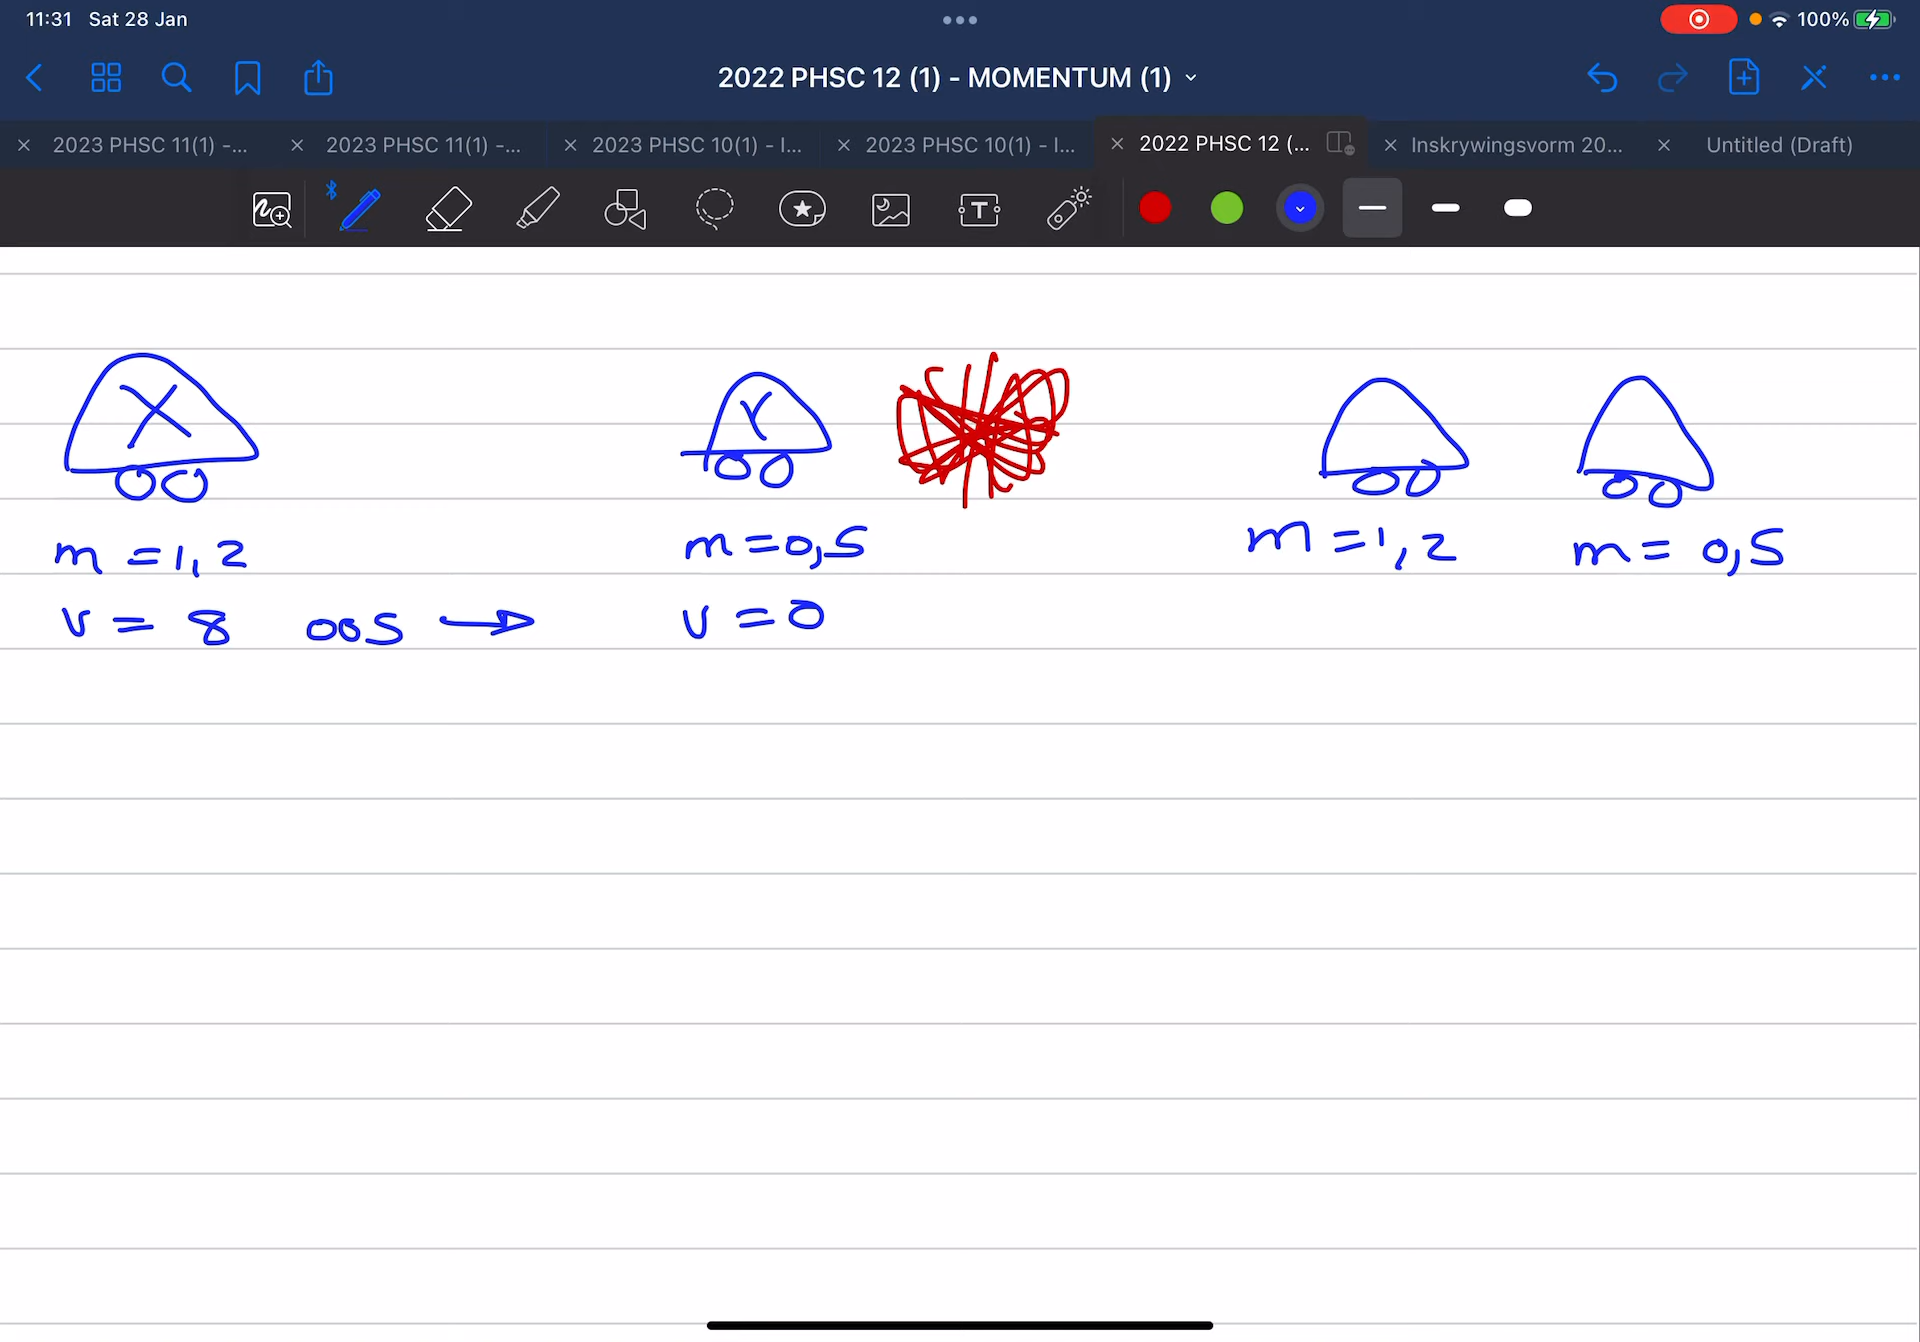 11:31 Sat 28 Jan
100%
2022 PHSC 12 (1) - MOMENTUM (1)
2023 PHSC 11(1) -...
2023 PHSC 11(1) -...
2023 PHSC 10(1) - I...
2023 PHSC 10(1) - I...
2022 PHSC 12 (...
Inskrywingsvorm 20...
Untitled (Draft)
T
X
Y
m = 1,2
m = 0,5
m = 1,2
m = 0,5
v = 8 oos →
v = 0